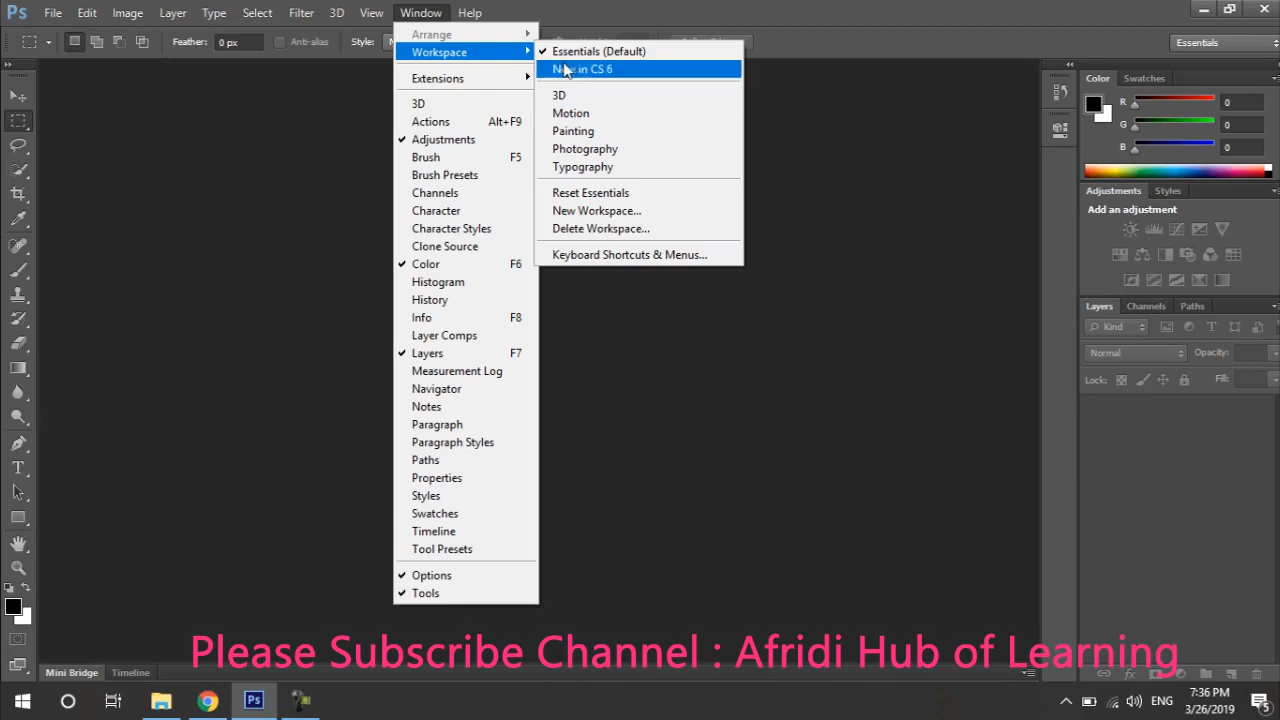 Ps File Edit Image Layer Type Select Filter 3D View Window Help
Feather: 0 px Anti-alias Style: Essentials
Arrange
Workspace
Extensions
3D
Actions Alt+F9
Adjustments
Brush F5
Brush Presets
Channels
Character
Character Styles
Clone Source
Color F6
Histogram
History
Info F8
Layer Comps
Layers F7
Measurement Log
Navigator
Notes
Paragraph
Paragraph Styles
Paths
Properties
Styles
Swatches
Timeline
Tool Presets
Options
Tools
Essentials (Default)
New in CS 6
3D
Motion
Painting
Photography
Typography
Reset Essentials
New Workspace...
Delete Workspace...
Keyboard Shortcuts & Menus...
Color Swatches
R 0
G 0
B 0
Adjustments Styles
Add an adjustment
Layers Channels Paths
Kind
Normal Opacity:
Lock: Fill:
Please Subscribe Channel : Afridi Hub of Learning
Mini Bridge Timeline
Ps
ENG
7:36 PM
3/26/2019
5